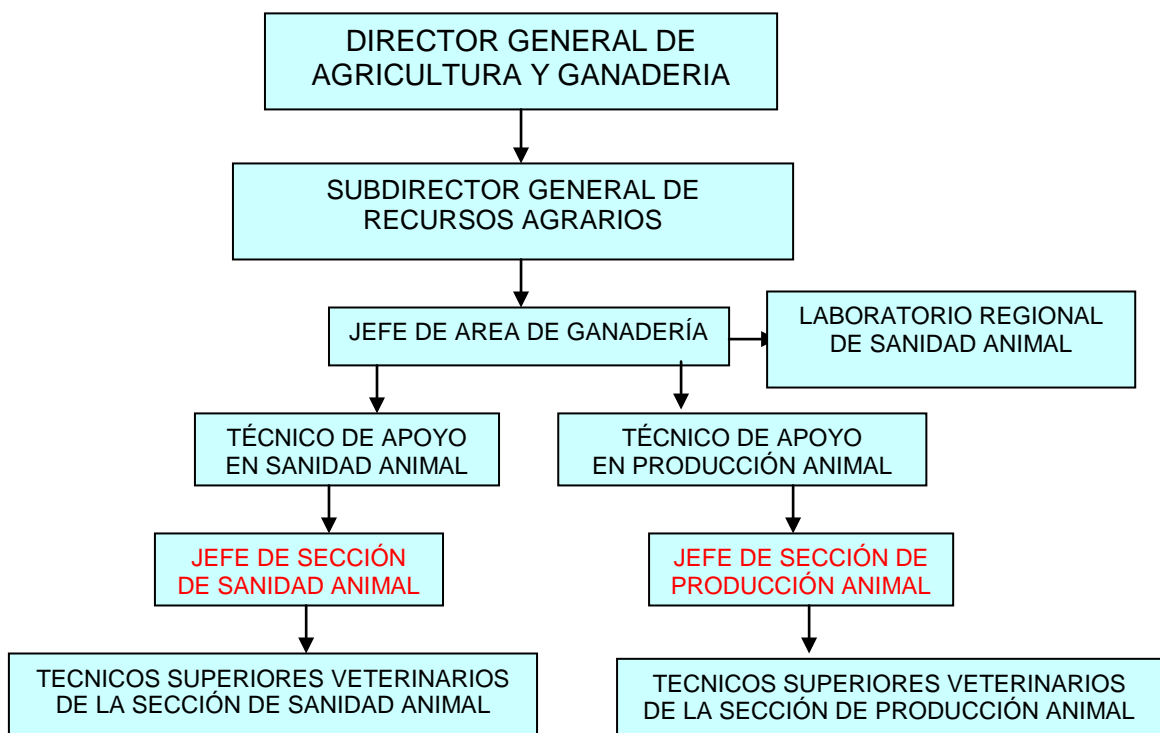 DIRECTOR GENERAL DE
AGRICULTURA Y GANADERIA
SUBDIRECTOR GENERAL DE
RECURSOS AGRARIOS
JEFE DE AREA DE GANADERÍA
LABORATORIO REGIONAL
DE SANIDAD ANIMAL
TÉCNICO DE APOYO
EN SANIDAD ANIMAL
TÉCNICO DE APOYO
EN PRODUCCIÓN ANIMAL
JEFE DE SECCIÓN
DE SANIDAD ANIMAL
JEFE DE SECCIÓN DE
PRODUCCIÓN ANIMAL
TECNICOS SUPERIORES VETERINARIOS
DE LA SECCIÓN DE SANIDAD ANIMAL
TECNICOS SUPERIORES VETERINARIOS
DE LA SECCIÓN DE PRODUCCIÓN ANIMAL